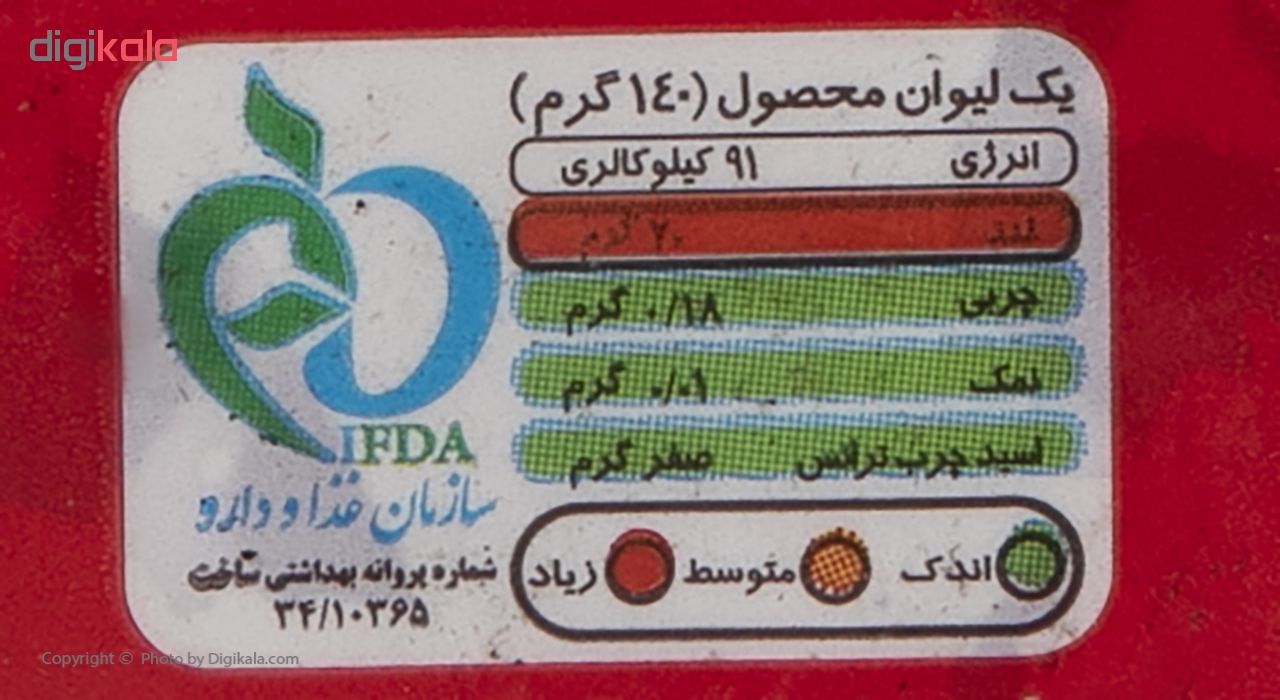 digikala
یک لیوان محصول (۱٤۰ گرم)
انرژی ۹۱ کیلوکالری
قند ۲۰ گرم
چربی ۰/۱۸ گرم
نمک ۰/۰۱ گرم
اسید چرب ترانس صفر گرم
اندک متوسط زیاد
IFDA
سازمان غذا و دارو
شماره پروانه بهداشتی ساخت
۳۴/۱۰۳۶۵
Copyright © Photo by Digikala.com